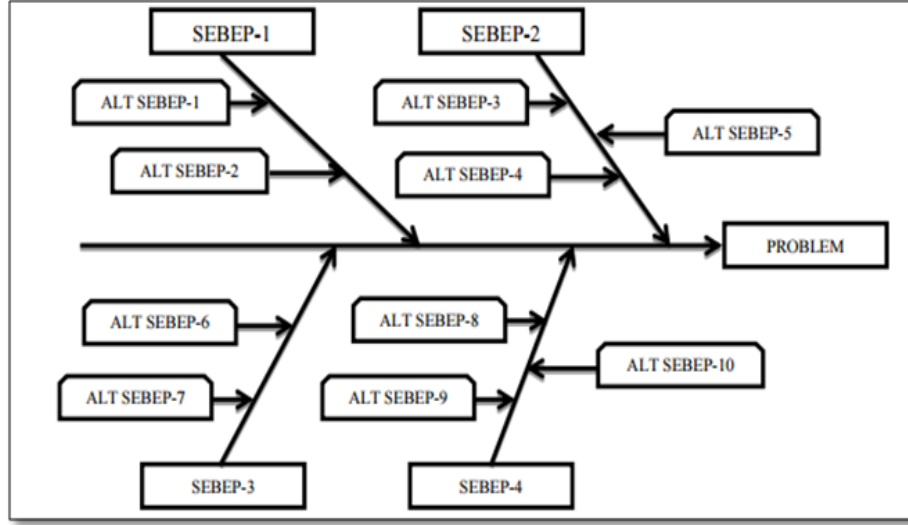 SEBEP-1
SEBEP-2
ALT SEBEP-1
ALT SEBEP-3
ALT SEBEP-5
ALT SEBEP-2
ALT SEBEP-4
PROBLEM
ALT SEBEP-6
ALT SEBEP-8
ALT SEBEP-10
ALT SEBEP-7
ALT SEBEP-9
SEBEP-3
SEBEP-4